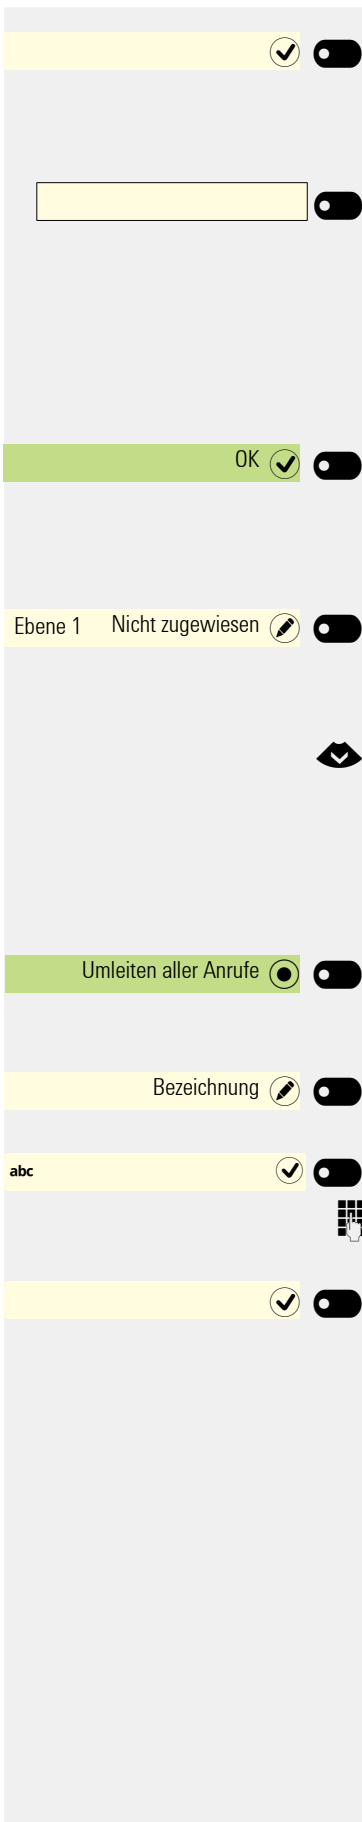 OK
Ebene 1 Nicht zugewiesen
Umleiten aller Anrufe
Bezeichnung
abc